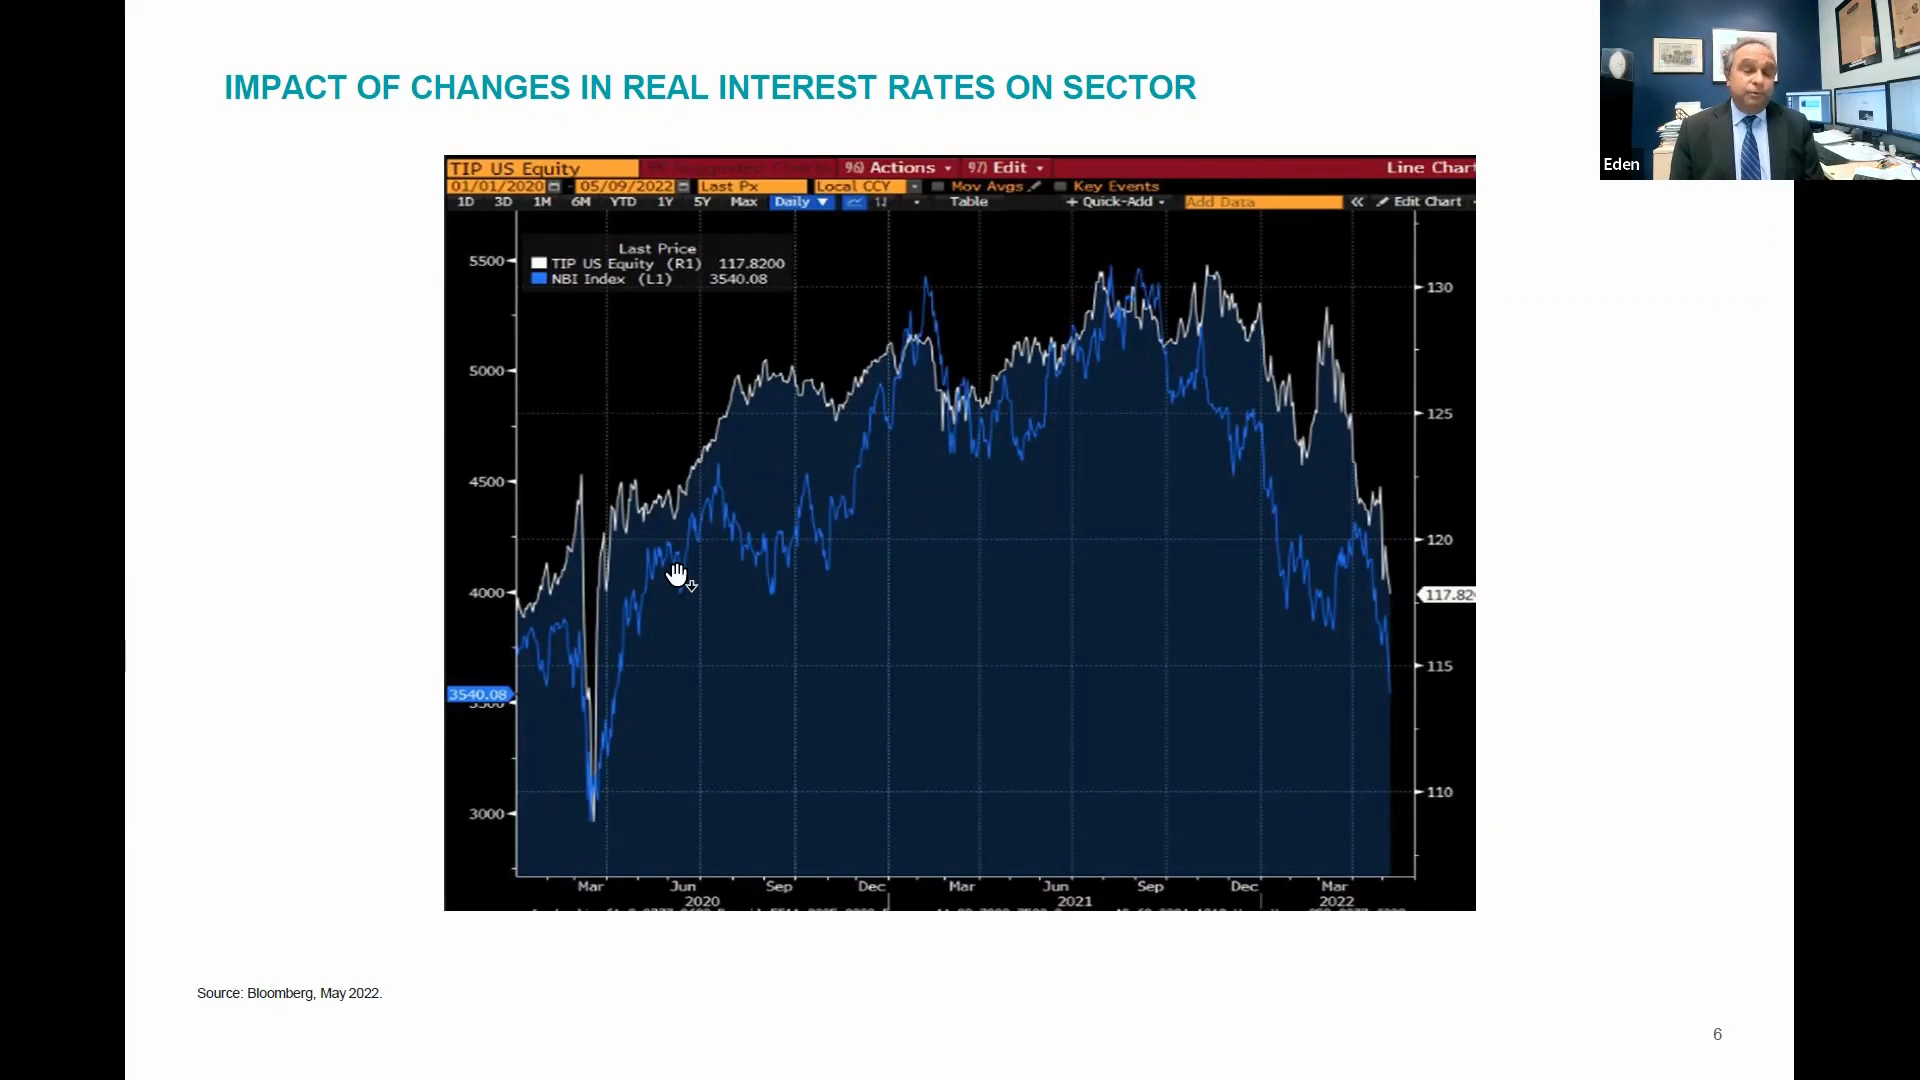 IMPACT OF CHANGES IN REAL INTEREST RATES ON SECTOR
Eden
TIP US Equity 96) Actions 97) Edit Line Chart
01/01/2020 - 05/09/2022 Last Px Local CCY Mov Avgs Key Events
1D 3D 1M 6M YTD 1Y 5Y Max Daily ▼ Table + Quick-Add Add Data « Edit Chart
Last Price
TIP US Equity (R1) 117.8200
NBI Index (L1) 3540.08
5500
5000
4500
4000
3540.08
3500
3000
130
125
120
117.82
115
110
Mar Jun Sep Dec Mar Jun Sep Dec Mar
2020 2021 2022
Source: Bloomberg, May 2022.
6